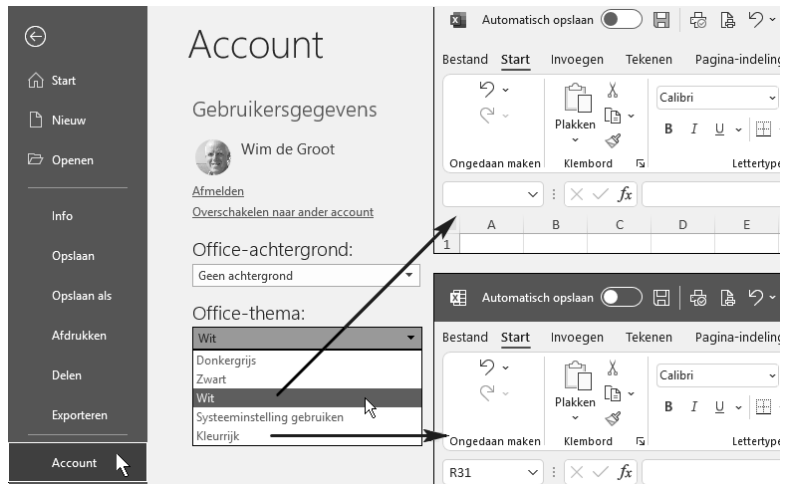 Start
Nieuw
Openen
Info
Opslaan
Opslaan als
Afdrukken
Delen
Exporteren
Account
Account
Gebruikersgegevens
Wim de Groot
Afmelden
Overschakelen naar ander account
Office-achtergrond:
Geen achtergrond
Office-thema:
Wit
Donkergrijs
Zwart
Wit
Systeeminstelling gebruiken
Kleurrijk
Automatisch opslaan
Bestand Start Invoegen Tekenen Pagina-indeling
Calibri
Plakken
B I U
Ongedaan maken Klembord Lettertype
fx
A B C D E
1
Automatisch opslaan
Bestand Start Invoegen Tekenen Pagina-indeling
Calibri
Plakken
B I U
Ongedaan maken Klembord Lettertype
R31 fx